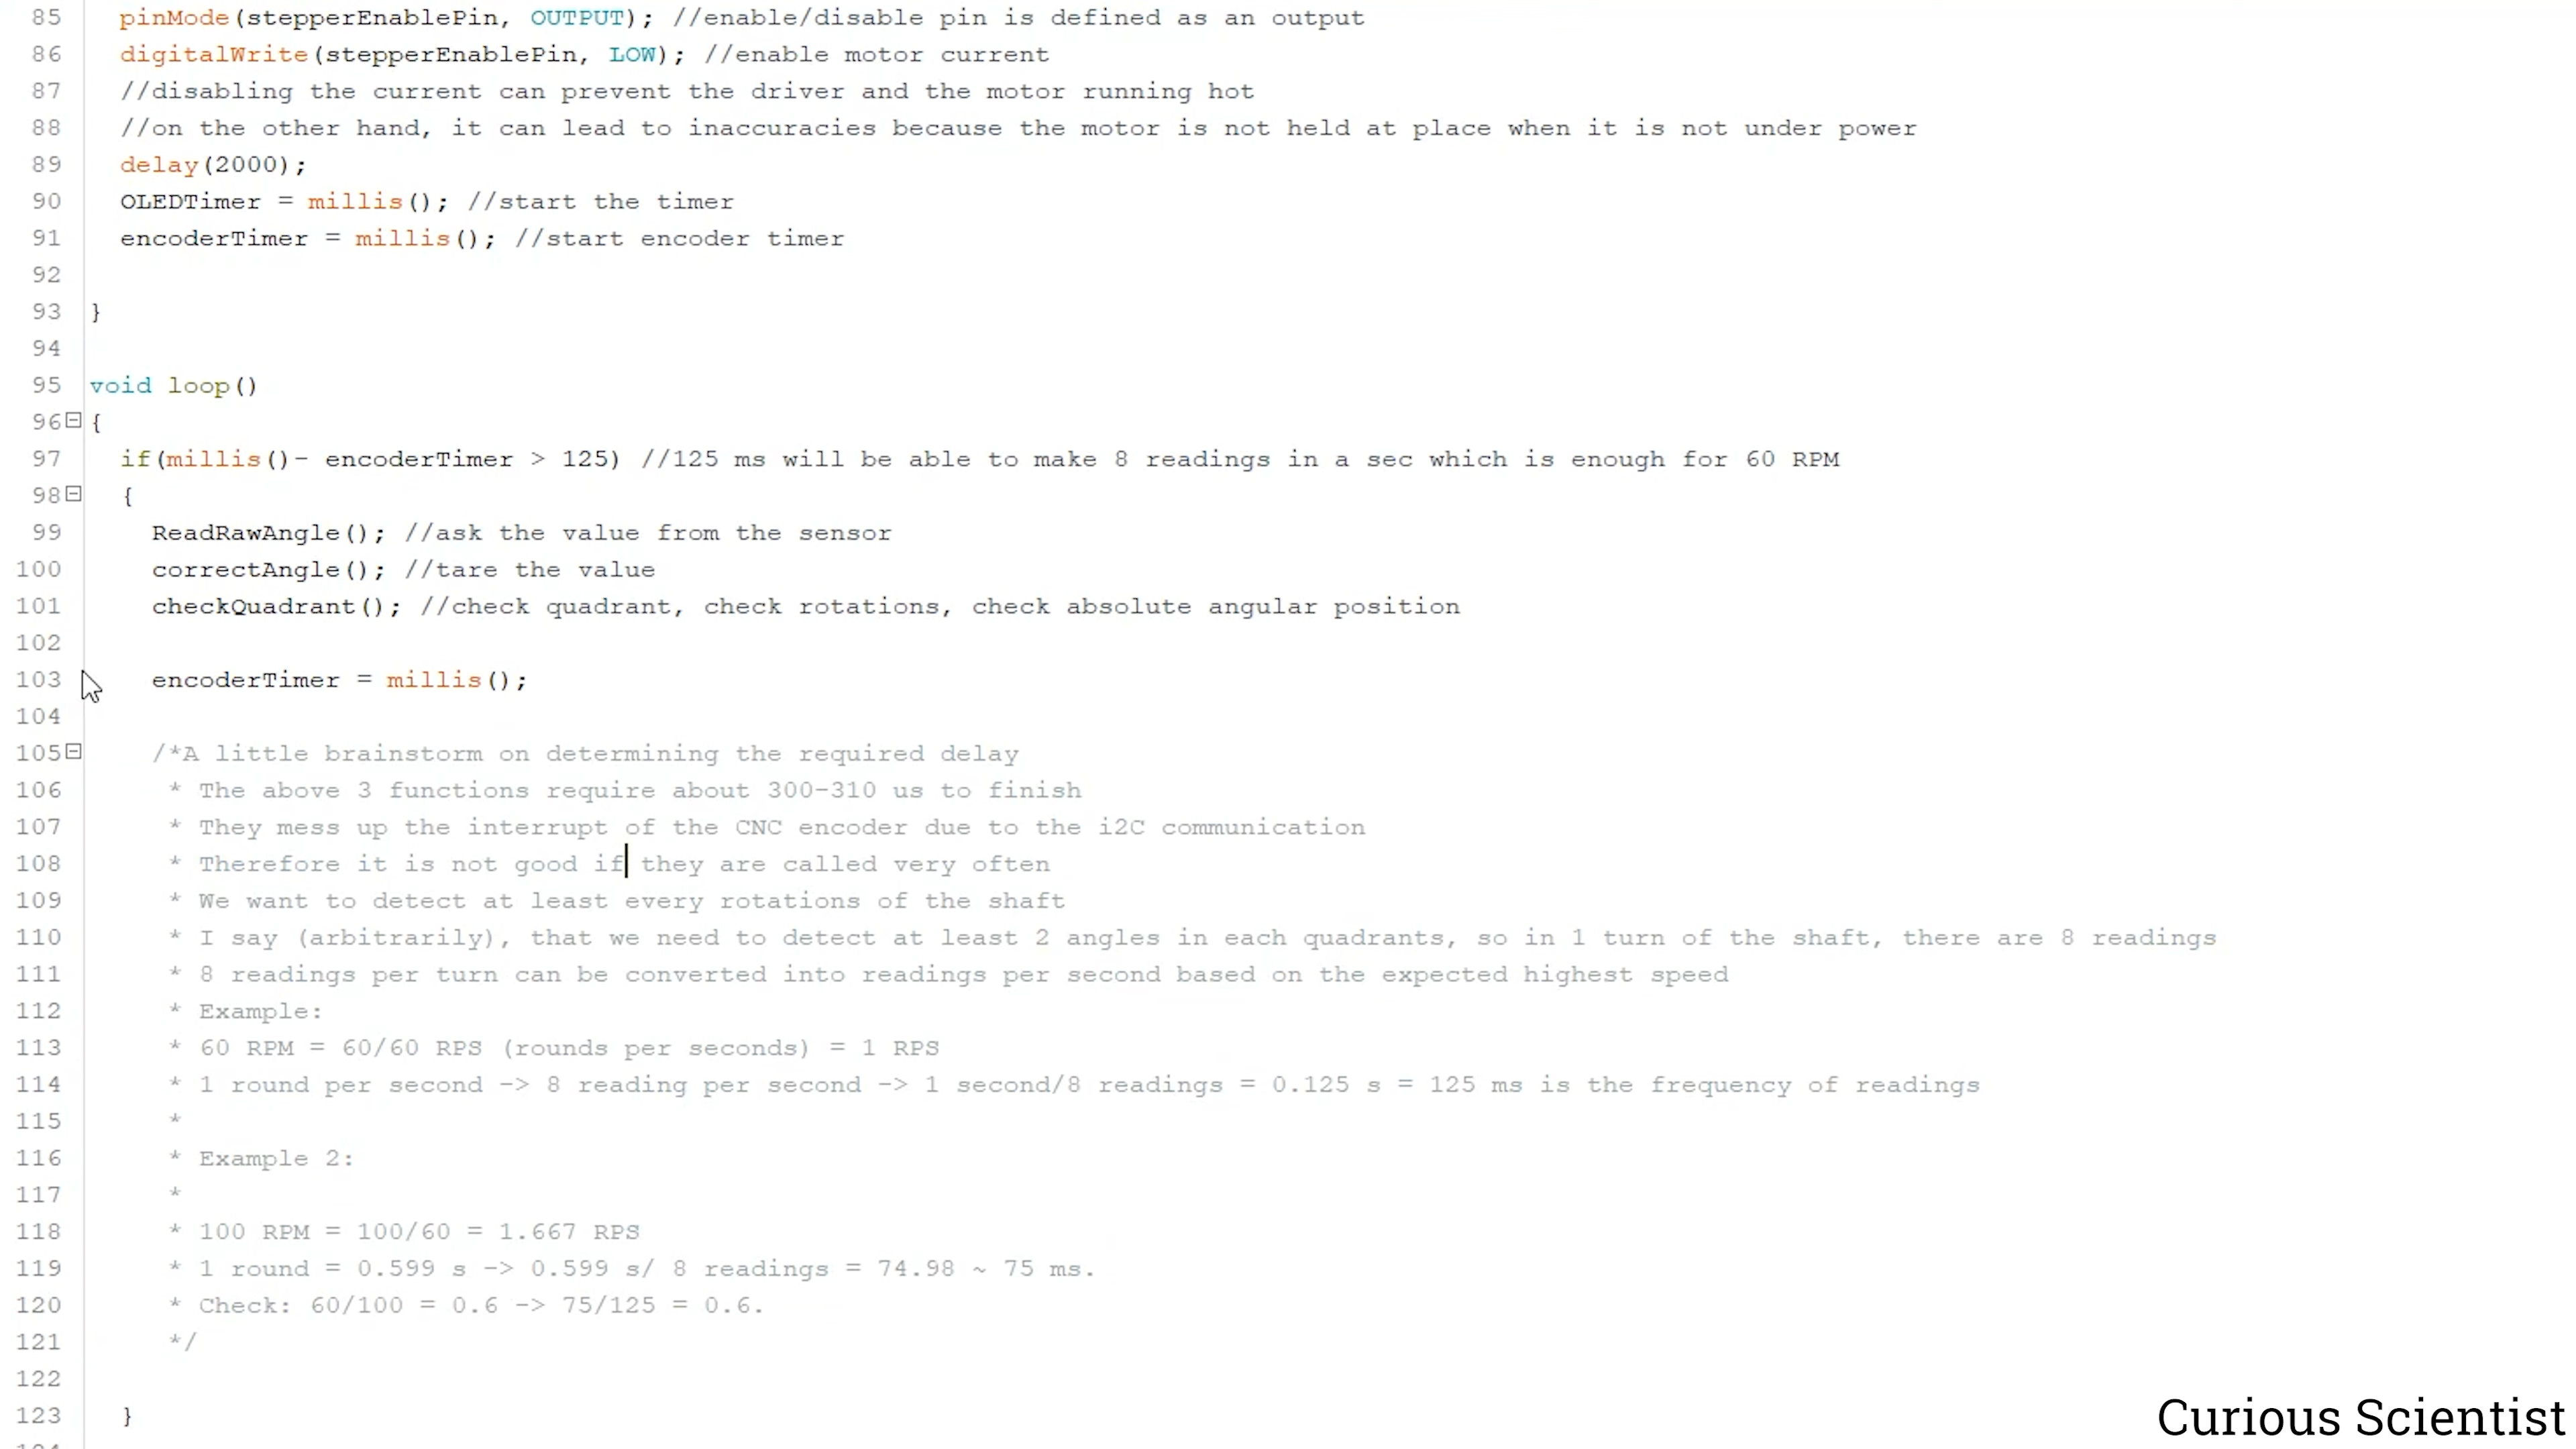 85 pinMode(stepperEnablePin, OUTPUT); //enable/disable pin is defined as an output
86 digitalWrite(stepperEnablePin, LOW); //enable motor current
87 //disabling the current can prevent the driver and the motor running hot
88 //on the other hand, it can lead to inaccuracies because the motor is not held at place when it is not under power
89 delay(2000);
90 OLEDTimer = millis(); //start the timer
91 encoderTimer = millis(); //start encoder timer
92
93 }
94
95 void loop()
96 {
97 if(millis()- encoderTimer > 125) //125 ms will be able to make 8 readings in a sec which is enough for 60 RPM
98 {
99 ReadRawAngle(); //ask the value from the sensor
100 correctAngle(); //tare the value
101 checkQuadrant(); //check quadrant, check rotations, check absolute angular position
102
103 encoderTimer = millis();
104
105 /*A little brainstorm on determining the required delay
106 * The above 3 functions require about 300-310 us to finish
107 * They mess up the interrupt of the CNC encoder due to the i2C communication
108 * Therefore it is not good if they are called very often
109 * We want to detect at least every rotations of the shaft
110 * I say (arbitrarily), that we need to detect at least 2 angles in each quadrants, so in 1 turn of the shaft, there are 8 readings
111 * 8 readings per turn can be converted into readings per second based on the expected highest speed
112 * Example:
113 * 60 RPM = 60/60 RPS (rounds per seconds) = 1 RPS
114 * 1 round per second -> 8 reading per second -> 1 second/8 readings = 0.125 s = 125 ms is the frequency of readings
115 *
116 * Example 2:
117 *
118 * 100 RPM = 100/60 = 1.667 RPS
119 * 1 round = 0.599 s -> 0.599 s/ 8 readings = 74.98 ~ 75 ms.
120 * Check: 60/100 = 0.6 -> 75/125 = 0.6.
121 */
122
123 }
Curious Scientist